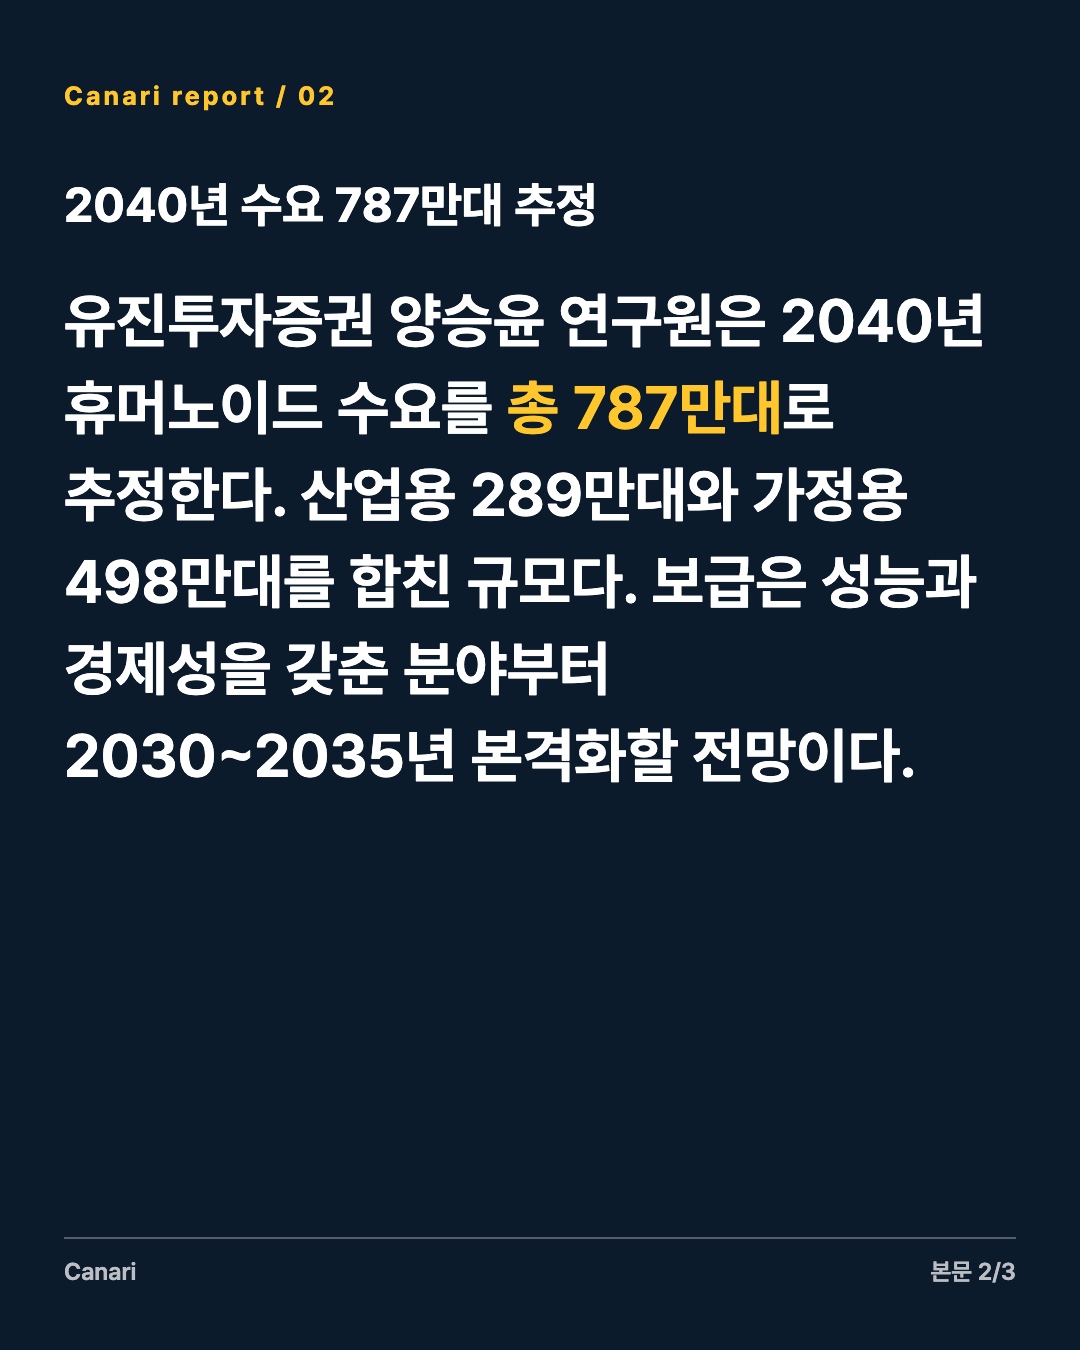 Canari report / 02
2040년 수요 787만대 추정
유진투자증권 양승윤 연구원은 2040년
휴머노이드 수요를 총 787만대로
추정한다. 산업용 289만대와 가정용
498만대를 합친 규모다. 보급은 성능과
경제성을 갖춘 분야부터
2030~2035년 본격화할 전망이다.
Canari
본문 2/3